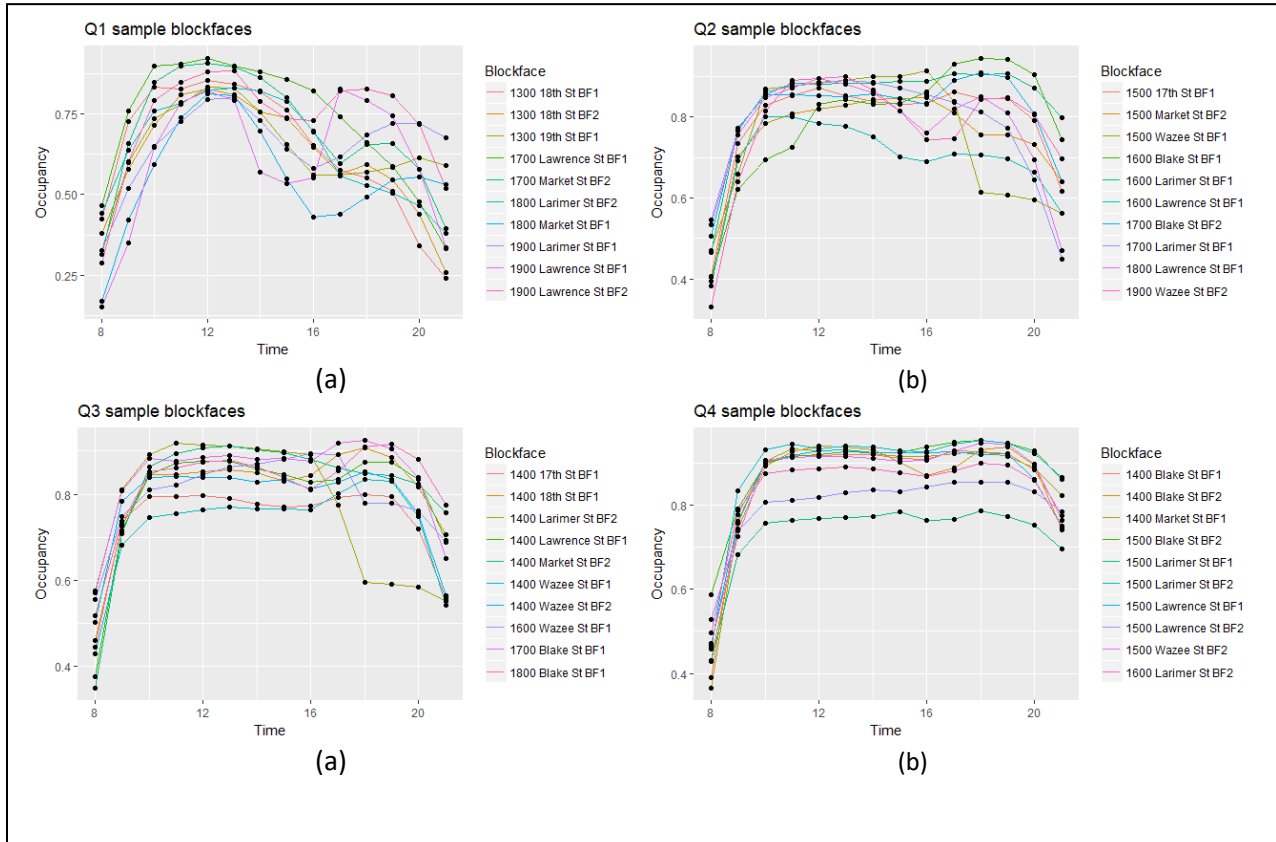 Q1 sample blockfaces
Occupancy
0.75
0.50
0.25
8
12
16
20
Time
Blockface
1300 18th St BF1
1300 18th St BF2
1300 19th St BF1
1700 Lawrence St BF1
1700 Market St BF2
1800 Larimer St BF2
1800 Market St BF1
1900 Larimer St BF1
1900 Lawrence St BF1
1900 Lawrence St BF2
(a)
Q2 sample blockfaces
Occupancy
0.8
0.6
0.4
8
12
16
20
Time
Blockface
1500 17th St BF1
1500 Market St BF2
1500 Wazee St BF1
1600 Blake St BF1
1600 Larimer St BF1
1600 Lawrence St BF1
1700 Blake St BF2
1700 Larimer St BF1
1800 Lawrence St BF1
1900 Wazee St BF2
(b)
Q3 sample blockfaces
Occupancy
0.8
0.6
0.4
8
12
16
20
Time
Blockface
1400 17th St BF1
1400 18th St BF1
1400 Larimer St BF2
1400 Lawrence St BF1
1400 Market St BF2
1400 Wazee St BF1
1400 Wazee St BF2
1600 Wazee St BF1
1700 Blake St BF1
1800 Blake St BF1
(a)
Q4 sample blockfaces
Occupancy
0.8
0.6
0.4
8
12
16
20
Time
Blockface
1400 Blake St BF1
1400 Blake St BF2
1400 Market St BF1
1500 Blake St BF2
1500 Larimer St BF1
1500 Larimer St BF2
1500 Lawrence St BF1
1500 Lawrence St BF2
1500 Wazee St BF2
1600 Larimer St BF2
(b)